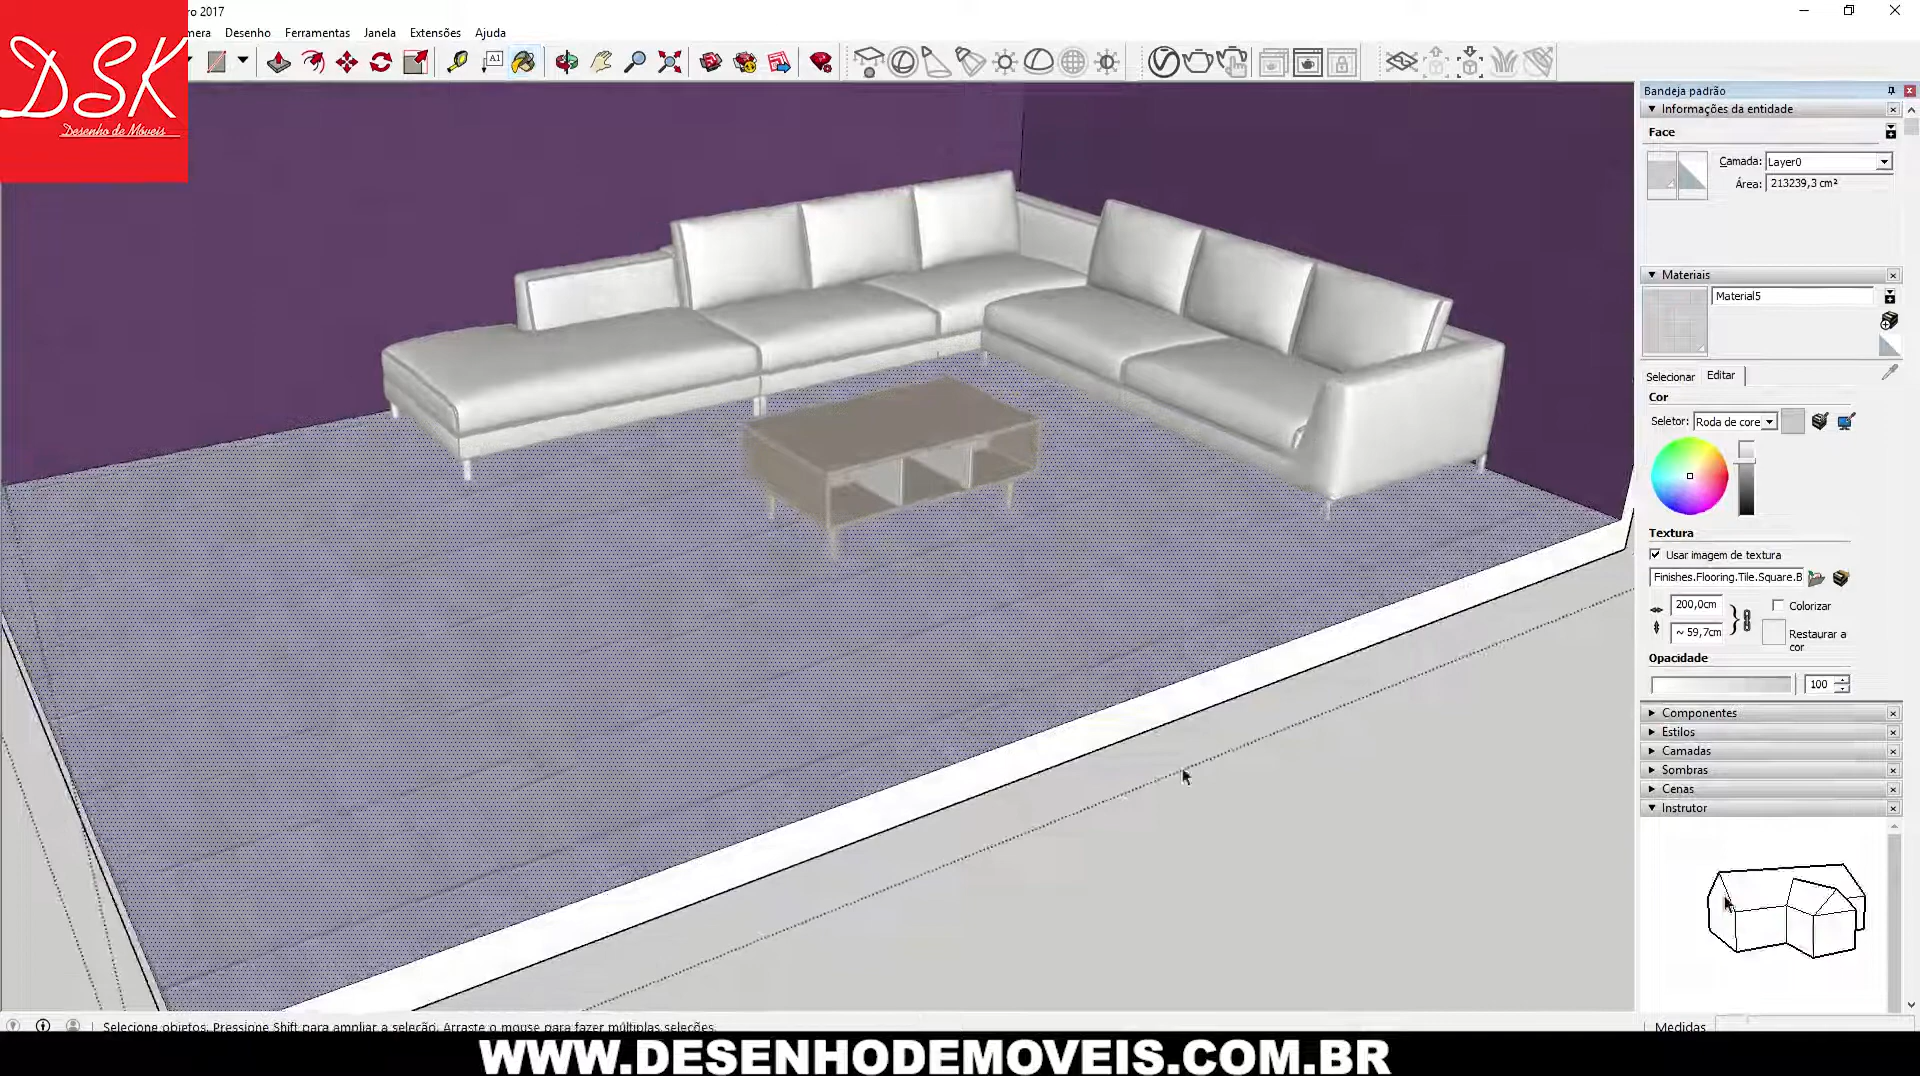 ro 2017
mera Desenho Ferramentas Janela Extensões Ajuda
DSK
Desenho de Móveis
A1
Bandeja padrão
Informações da entidade
Face
Camada: Layer0
Área: 213239,3 cm²
Materiais
Material5
Selecionar Editar
Cor
Seletor: Roda de core
Textura
Usar imagem de textura
Finishes.Flooring.Tile.Square.B
200,0cm
Colorizar
~ 59,7cm
Restaurar a
cor
Opacidade
100
Componentes
Estilos
Camadas
Sombras
Cenas
Instrutor
Selecione objetos. Pressione Shift para ampliar a seleção. Arraste o mouse para fazer múltiplas seleções.
Medidas
WWW.DESENHODEMOVEIS.COM.BR